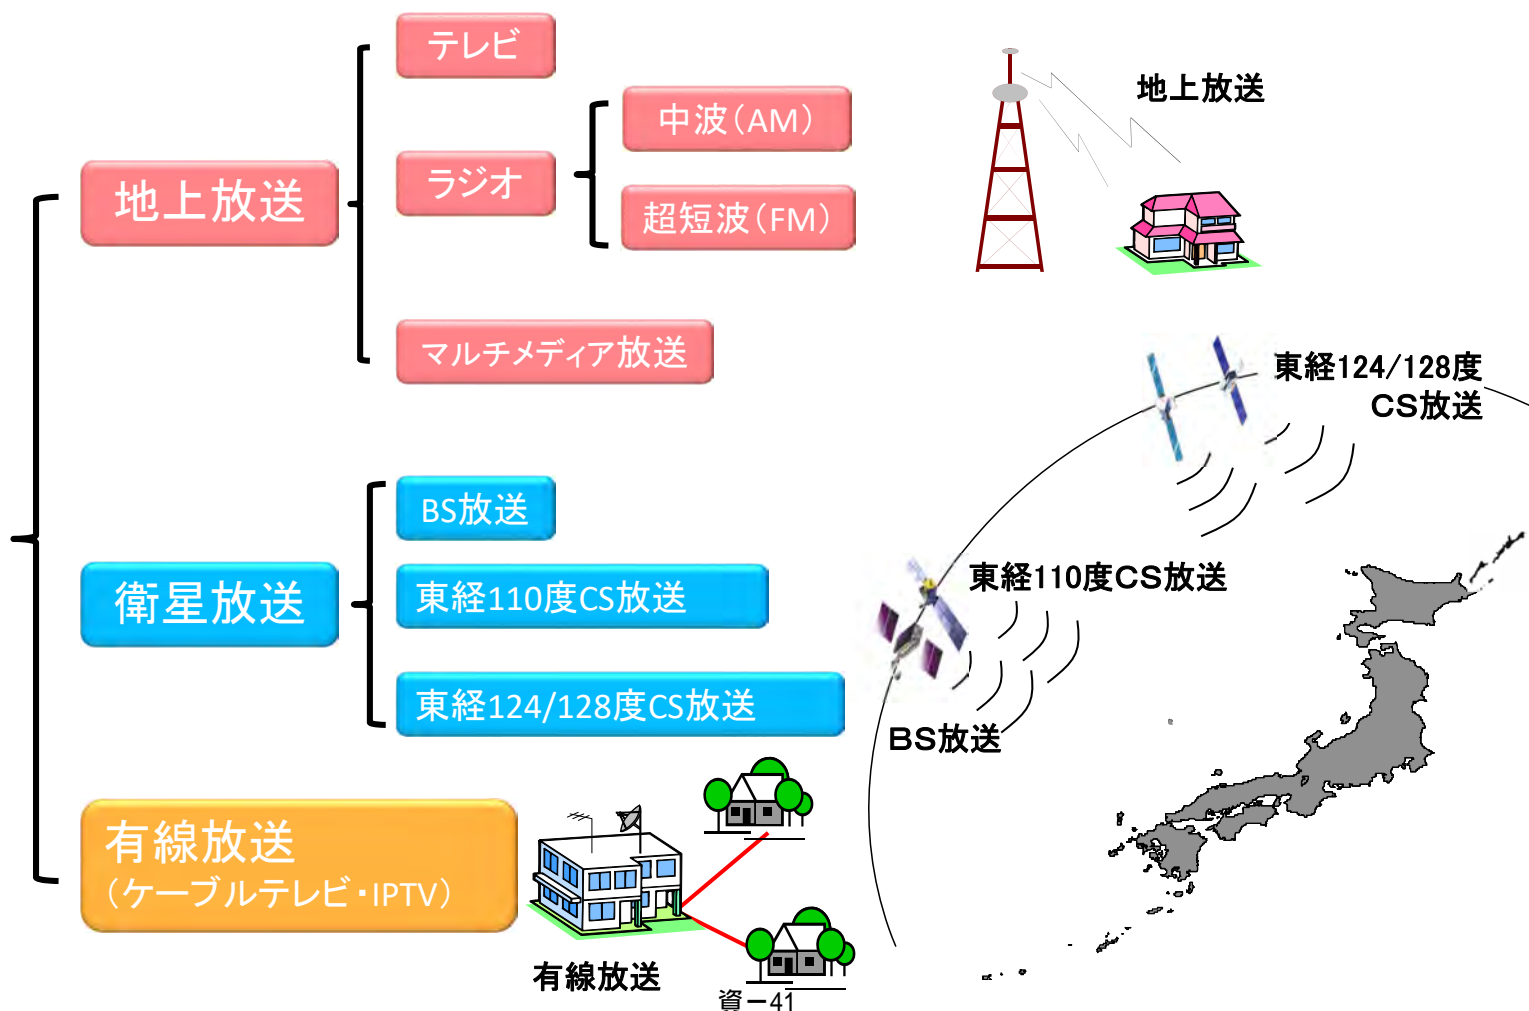 テレビ
地上放送
中波(AM)
地上放送
ラジオ
超短波(FM)
マルチメディア放送
東経124/128度
CS放送
BS放送
東経110度CS放送
衛星放送
東経110度CS放送
東経124/128度CS放送
BS放送
有線放送
(ケーブルテレビ・IPTV)
有線放送
資-41